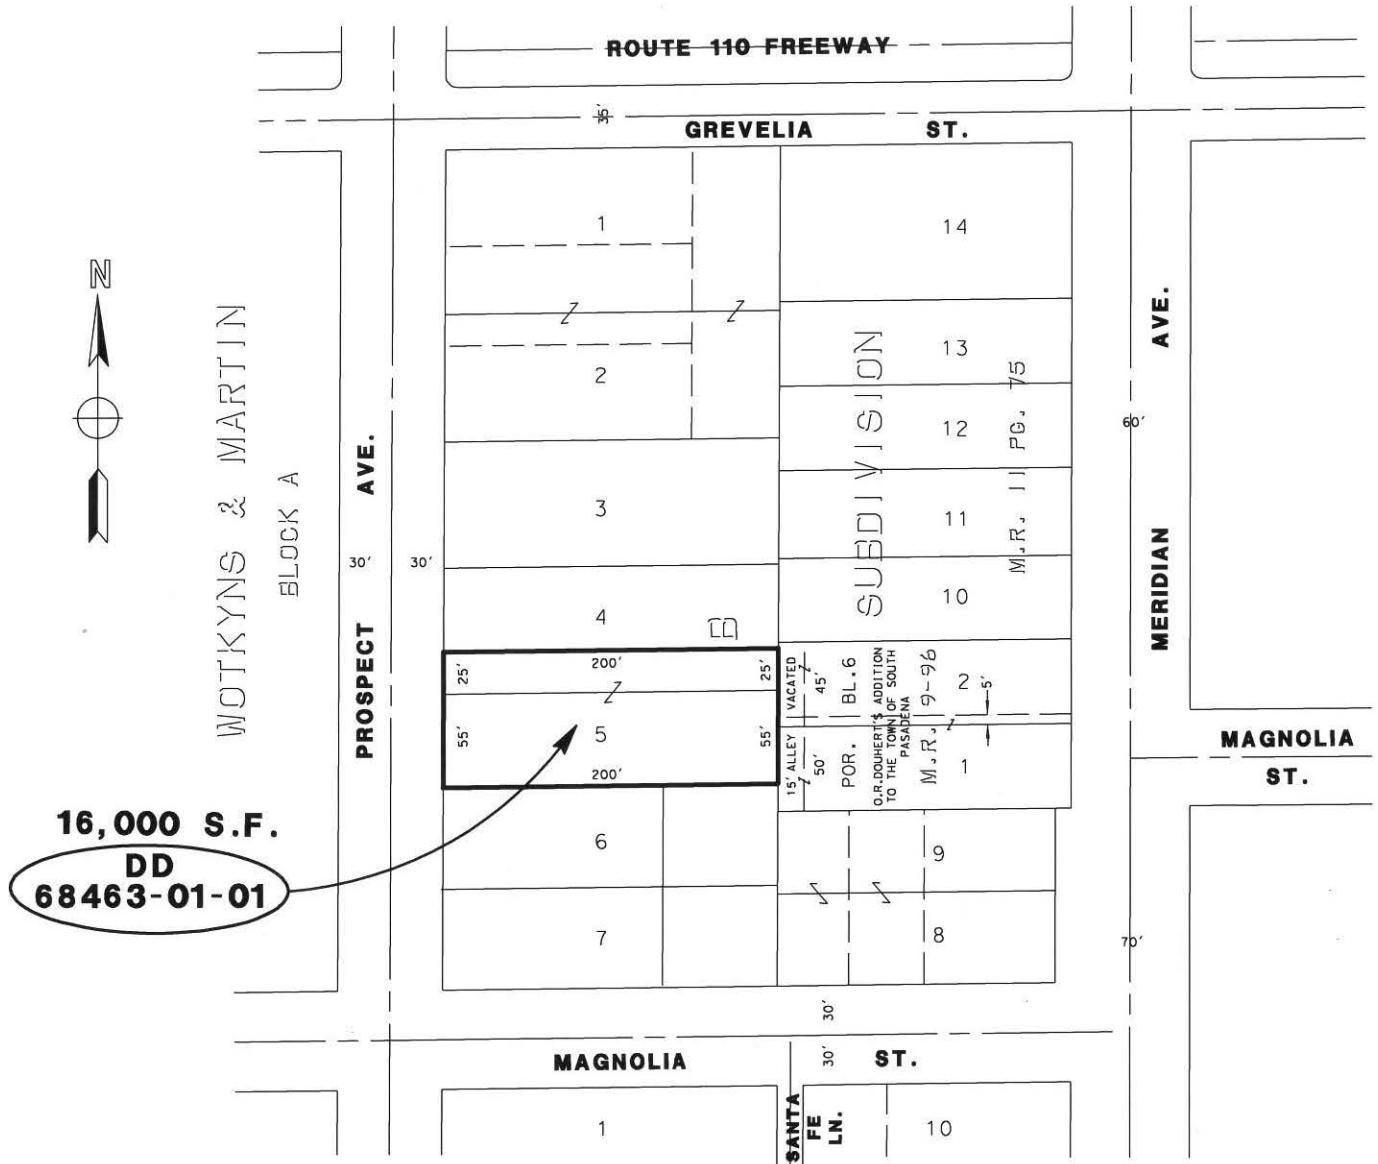 ROUTE 110 FREEWAY
35'
GREVELIA ST.
1
14
N
2
13
12
3
11
10
4
WOTKYNS & MARTIN
BLOCK A
SUBDIVISION
M.R. 11 PG. 75
B
PROSPECT AVE.
30' 30'
MERIDIAN AVE.
60'
25' 200' 25'
55' 5 55'
200'
15' ALLEY VACATED
45'
50'
POR. BL.6
O.R.DOUHERT'S ADDITION
TO THE TOWN OF SOUTH
PASADENA
M.R. 9-96
2
5'
1
MAGNOLIA
ST.
16,000 S.F.
DD
68463-01-01
6
9
7
8
70'
30'
MAGNOLIA ST.
30'
SANTA
FE
LN.
1
10